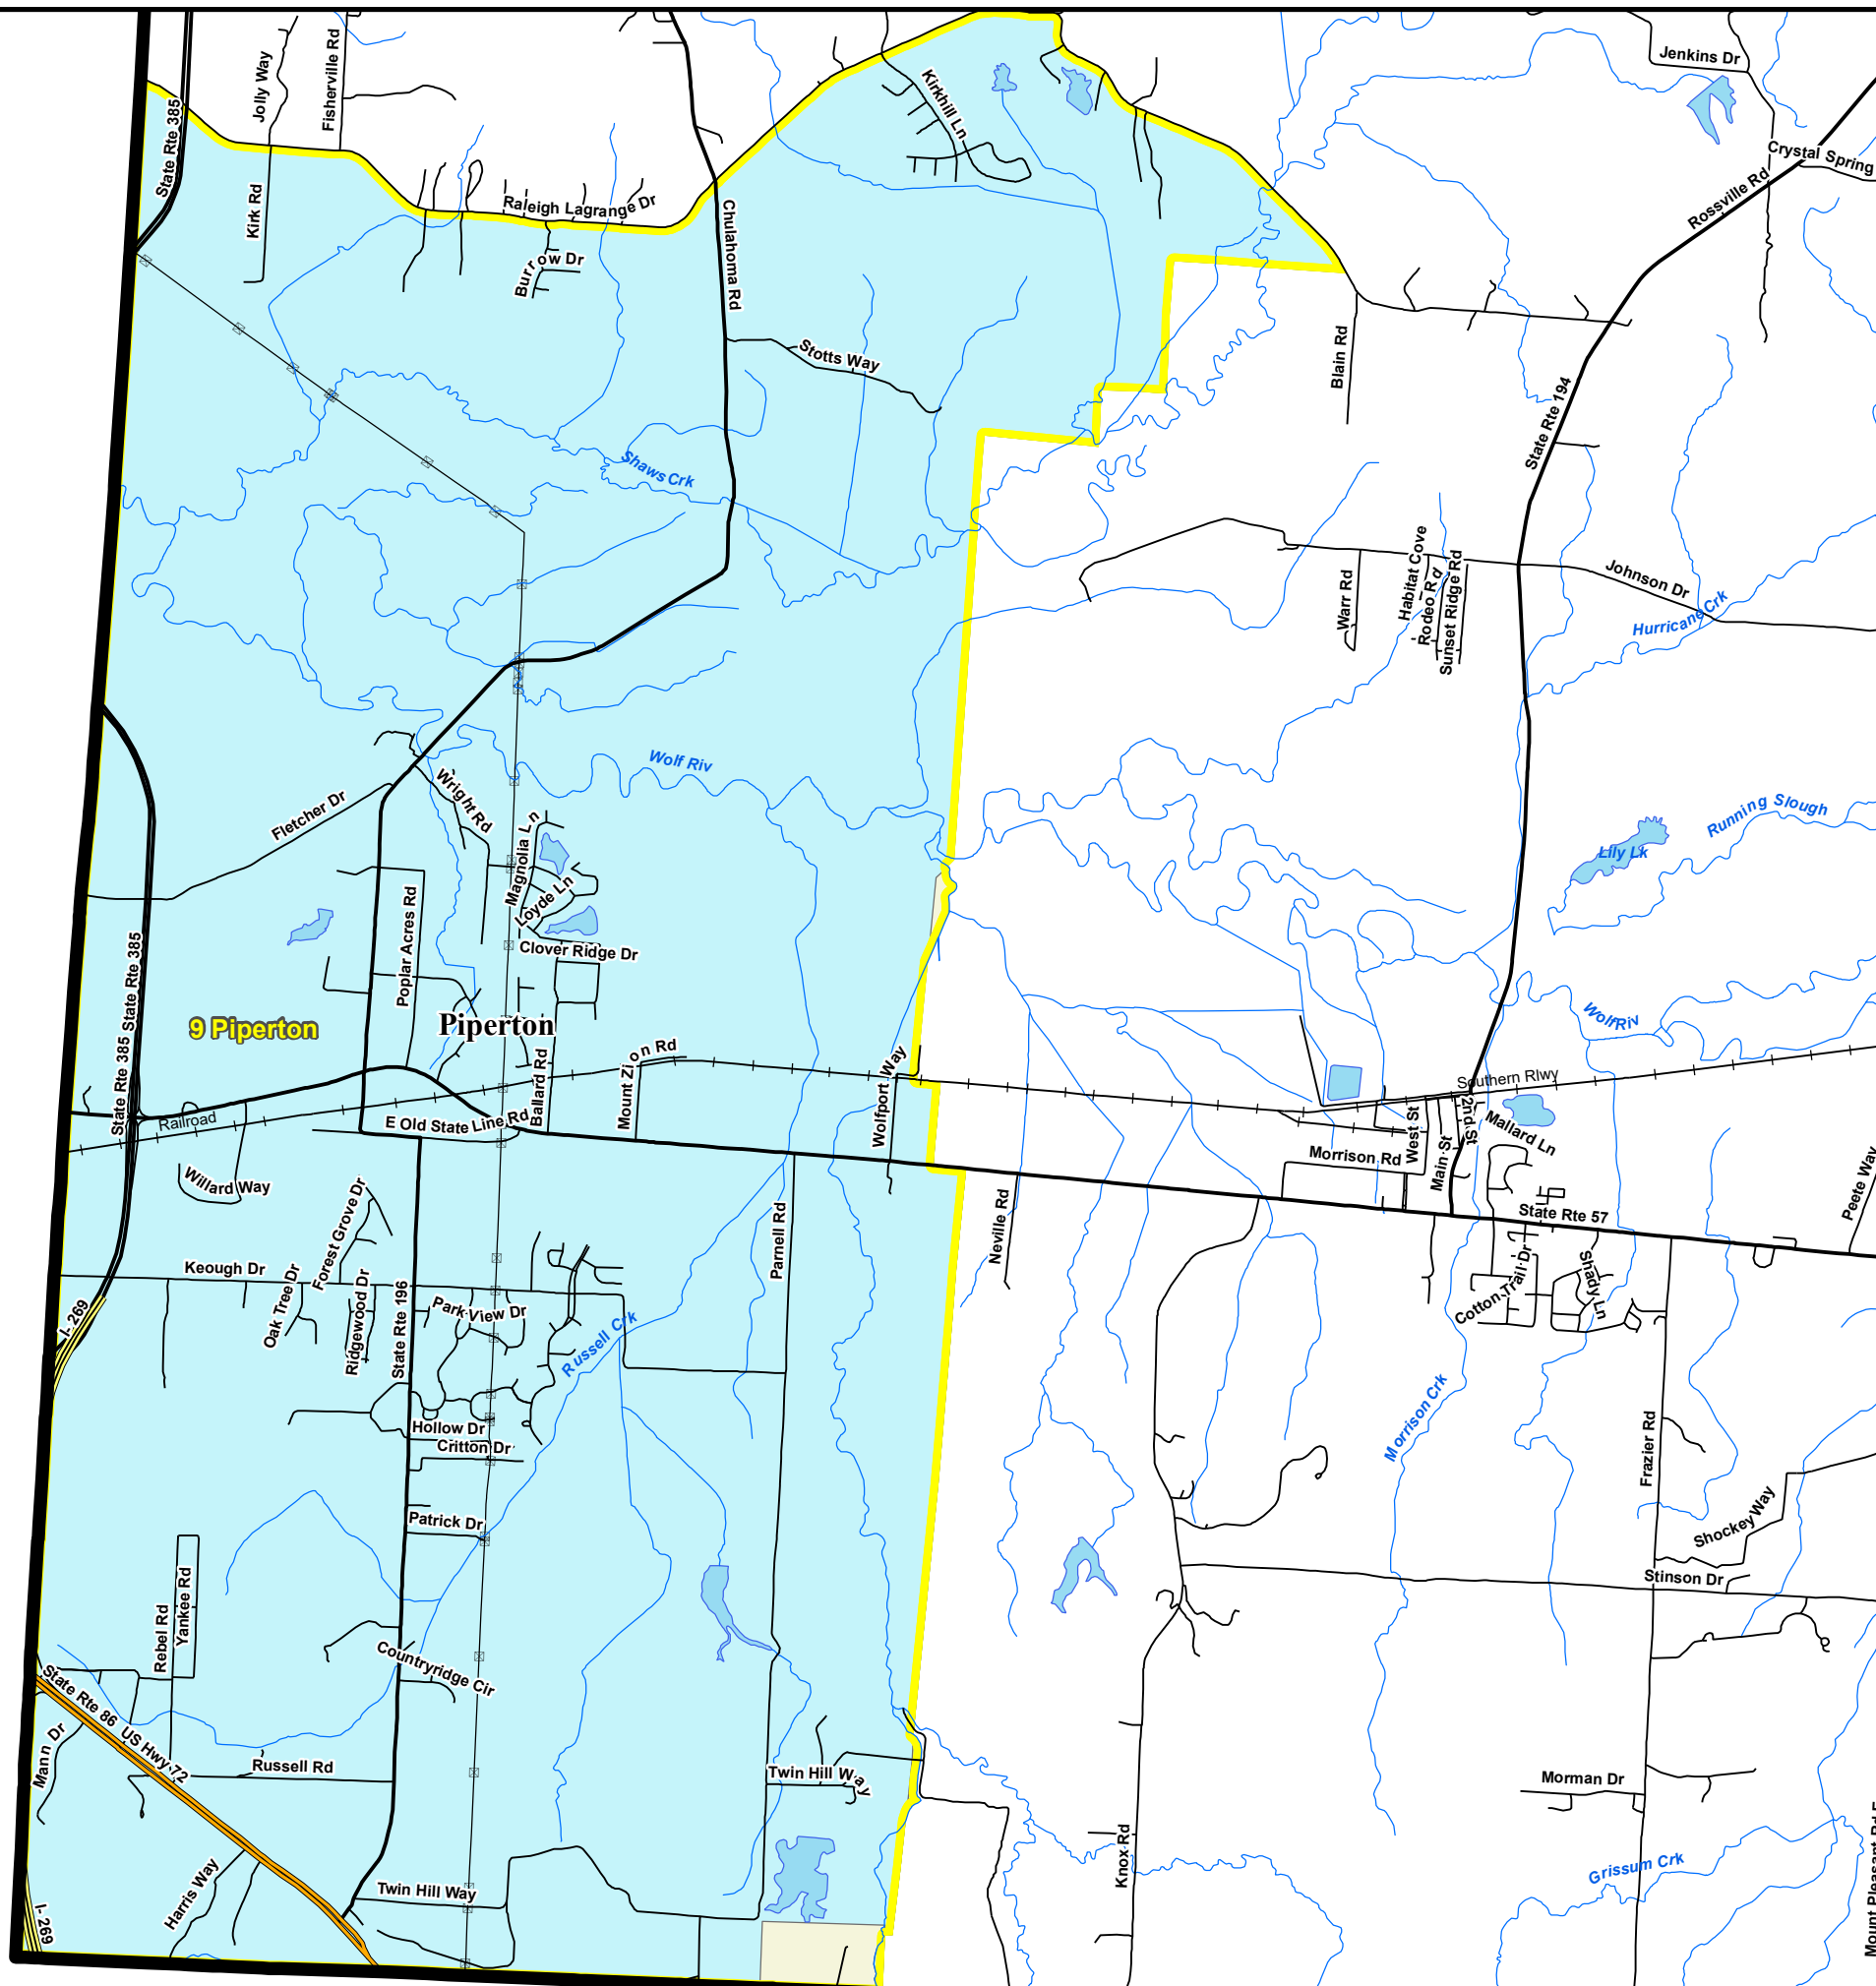 Jenkins Dr
Jolly Way
Fisherville Rd
State Rte 385
Kirkhill Ln
Crystal Spring
Rossville Rd
Kirk Rd
Raleigh Lagrange Dr
Chulahoma Rd
Burrow Dr
Stotts Way
Blain Rd
State Rte 194
Shaws Crk
Habitat Cove
Rodeo Rd
Sunset Ridge Rd
Warr Rd
Johnson Dr
Hurricane Crk
Wolf Riv
Wright Rd
Fletcher Dr
Magnolia Ln
Running Slough
Lily Lk
Loyde Ln
Poplar Acres Rd
Clover Ridge Dr
State Rte 385
State Rte 385
9 Piperton
Piperton
Wolf Riv
Mount Zion Rd
Ballard Rd
Wolfport Way
Southern Rlwy
Railroad
E Old State Line Rd
West St
Main St
2nd St
Mallard Ln
Morrison Rd
Willard Way
Forest Grove Dr
Parnell Rd
Neville Rd
State Rte 57
Peete Way
Keough Dr
Oak Tree Dr
Ridgewood Dr
State Rte 196
Park View Dr
Russell Crk
Cotton Trail Dr
Shady Ln
I- 269
Morrison Crk
Hollow Dr
Critton Dr
Frazier Rd
Patrick Dr
Shockey Way
Stinson Dr
Rebel Rd
Yankee Rd
Countryridge Cir
State Rte 86
US Hwy 72
Mann Dr
Russell Rd
Twin Hill Way
Morman Dr
Knox Rd
Grissum Crk
Mount Pleasant Rd
Harris Way
Twin Hill Way
I- 269